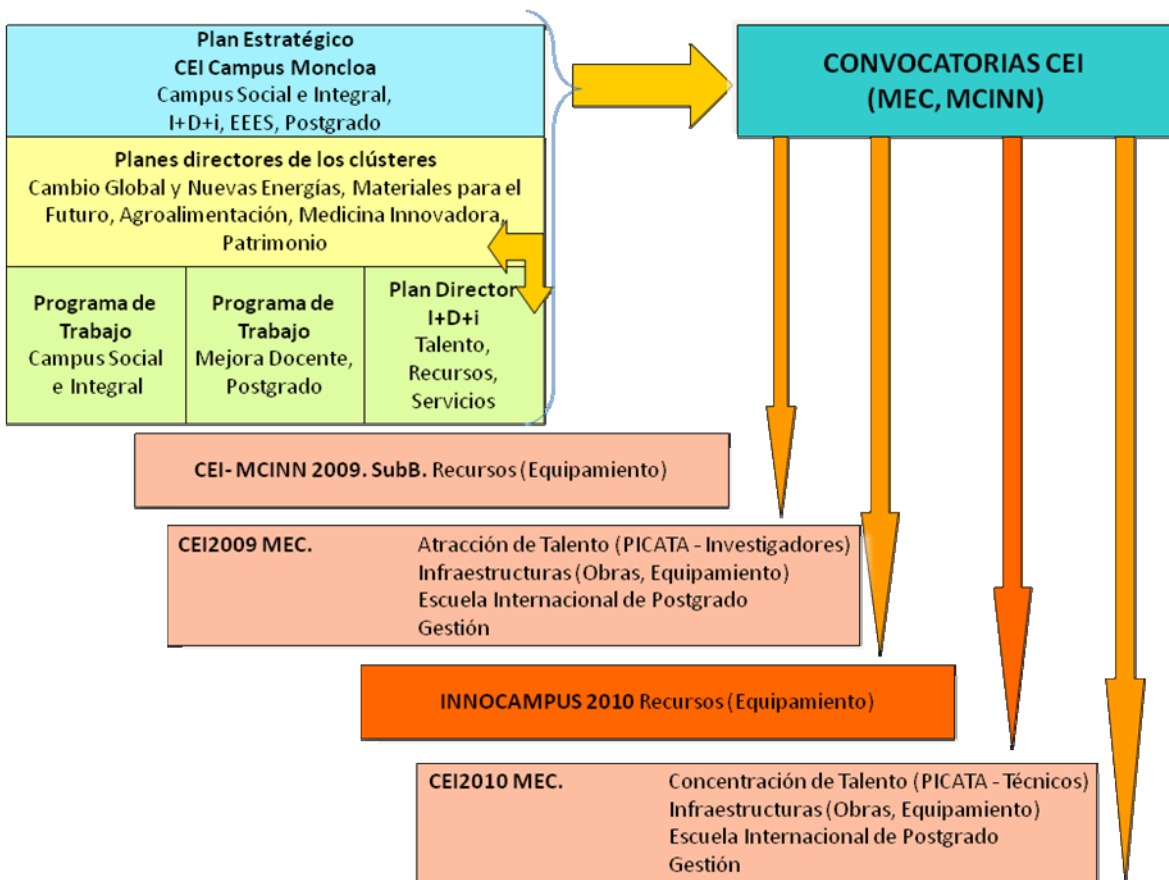 Plan Estratégico
CEI Campus Moncloa
Campus Social e Integral,
I+D+i, EEES, Postgrado
Planes directores de los clústeres
Cambio Global y Nuevas Energías, Materiales para el
Futuro, Agroalimentación, Medicina Innovadora,
Patrimonio
Programa de
Trabajo
Campus Social
e Integral
Programa de
Trabajo
Mejora Docente,
Postgrado
Plan Director
I+D+i
Talento,
Recursos,
Servicios
CONVOCATORIAS CEI
(MEC, MCINN)
CEI- MCINN 2009. SubB. Recursos (Equipamiento)
CEI2009 MEC. Atracción de Talento (PICATA - Investigadores)
Infraestructuras (Obras, Equipamiento)
Escuela Internacional de Postgrado
Gestión
INNOCAMPUS 2010 Recursos (Equipamiento)
CEI2010 MEC. Concentración de Talento (PICATA - Técnicos)
Infraestructuras (Obras, Equipamiento)
Escuela Internacional de Postgrado
Gestión